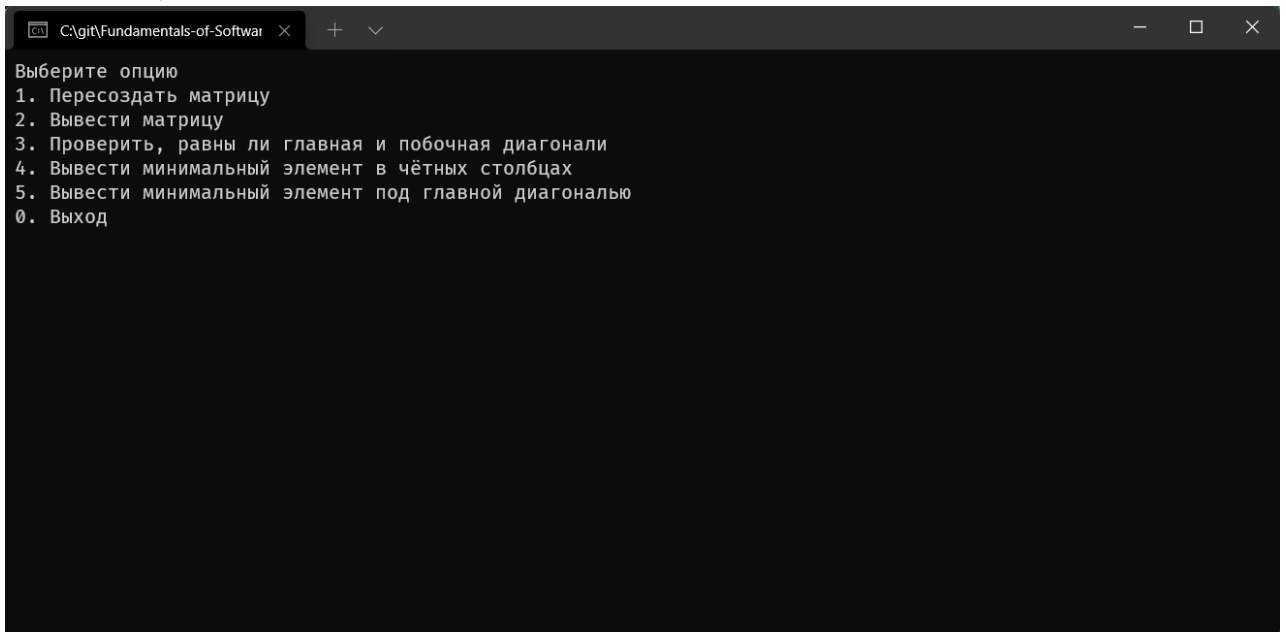 C:\git\Fundamentals-of-Softwar
Выберите опцию
1. Пересоздать матрицу
2. Вывести матрицу
3. Проверить, равны ли главная и побочная диагонали
4. Вывести минимальный элемент в чётных столбцах
5. Вывести минимальный элемент под главной диагональю
0. Выход